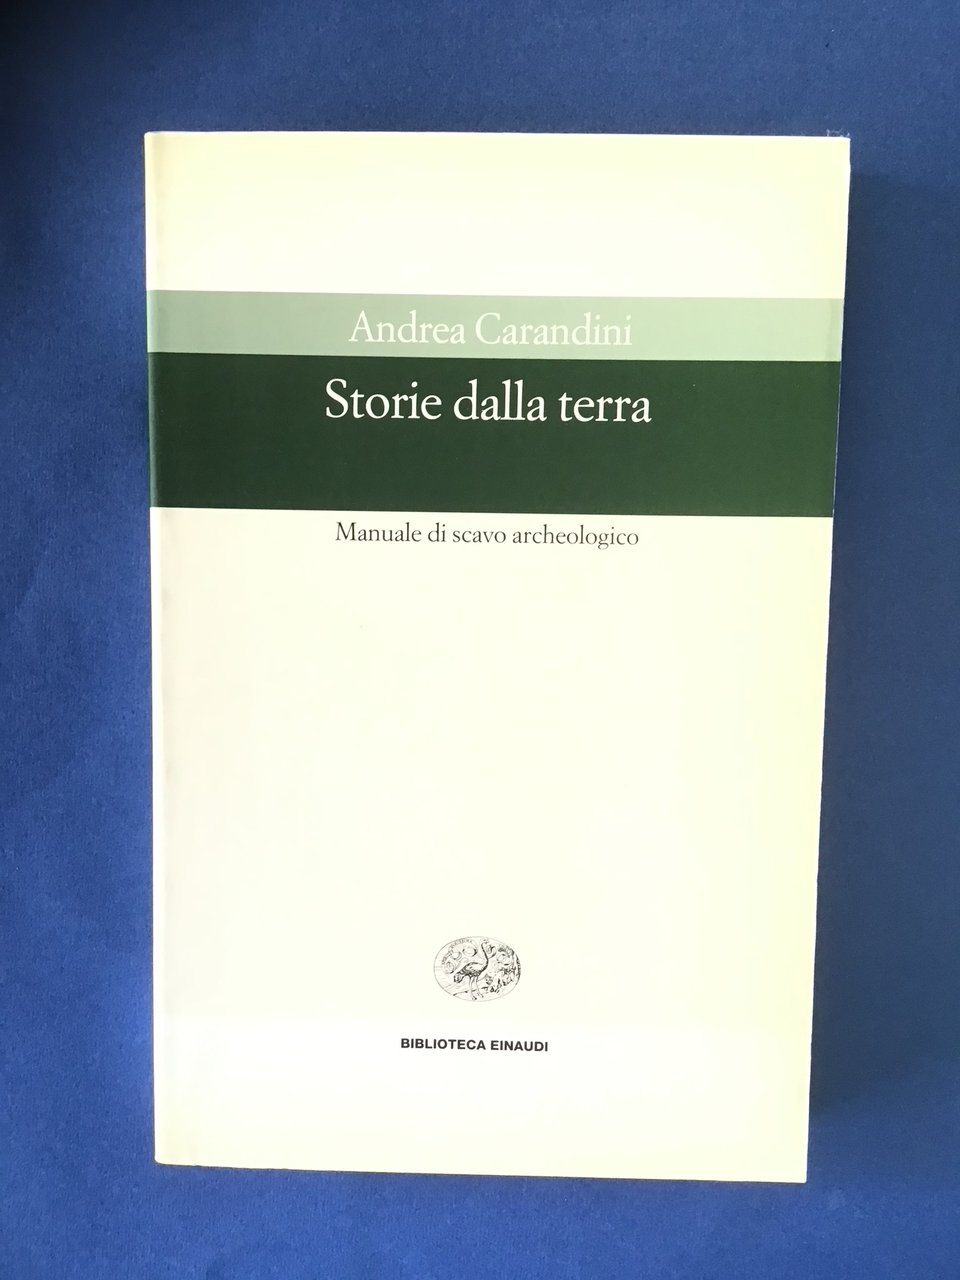 Andrea Carandini
Storie dalla terra
Manuale di scavo archeologico
BIBLIOTECA EINAUDI